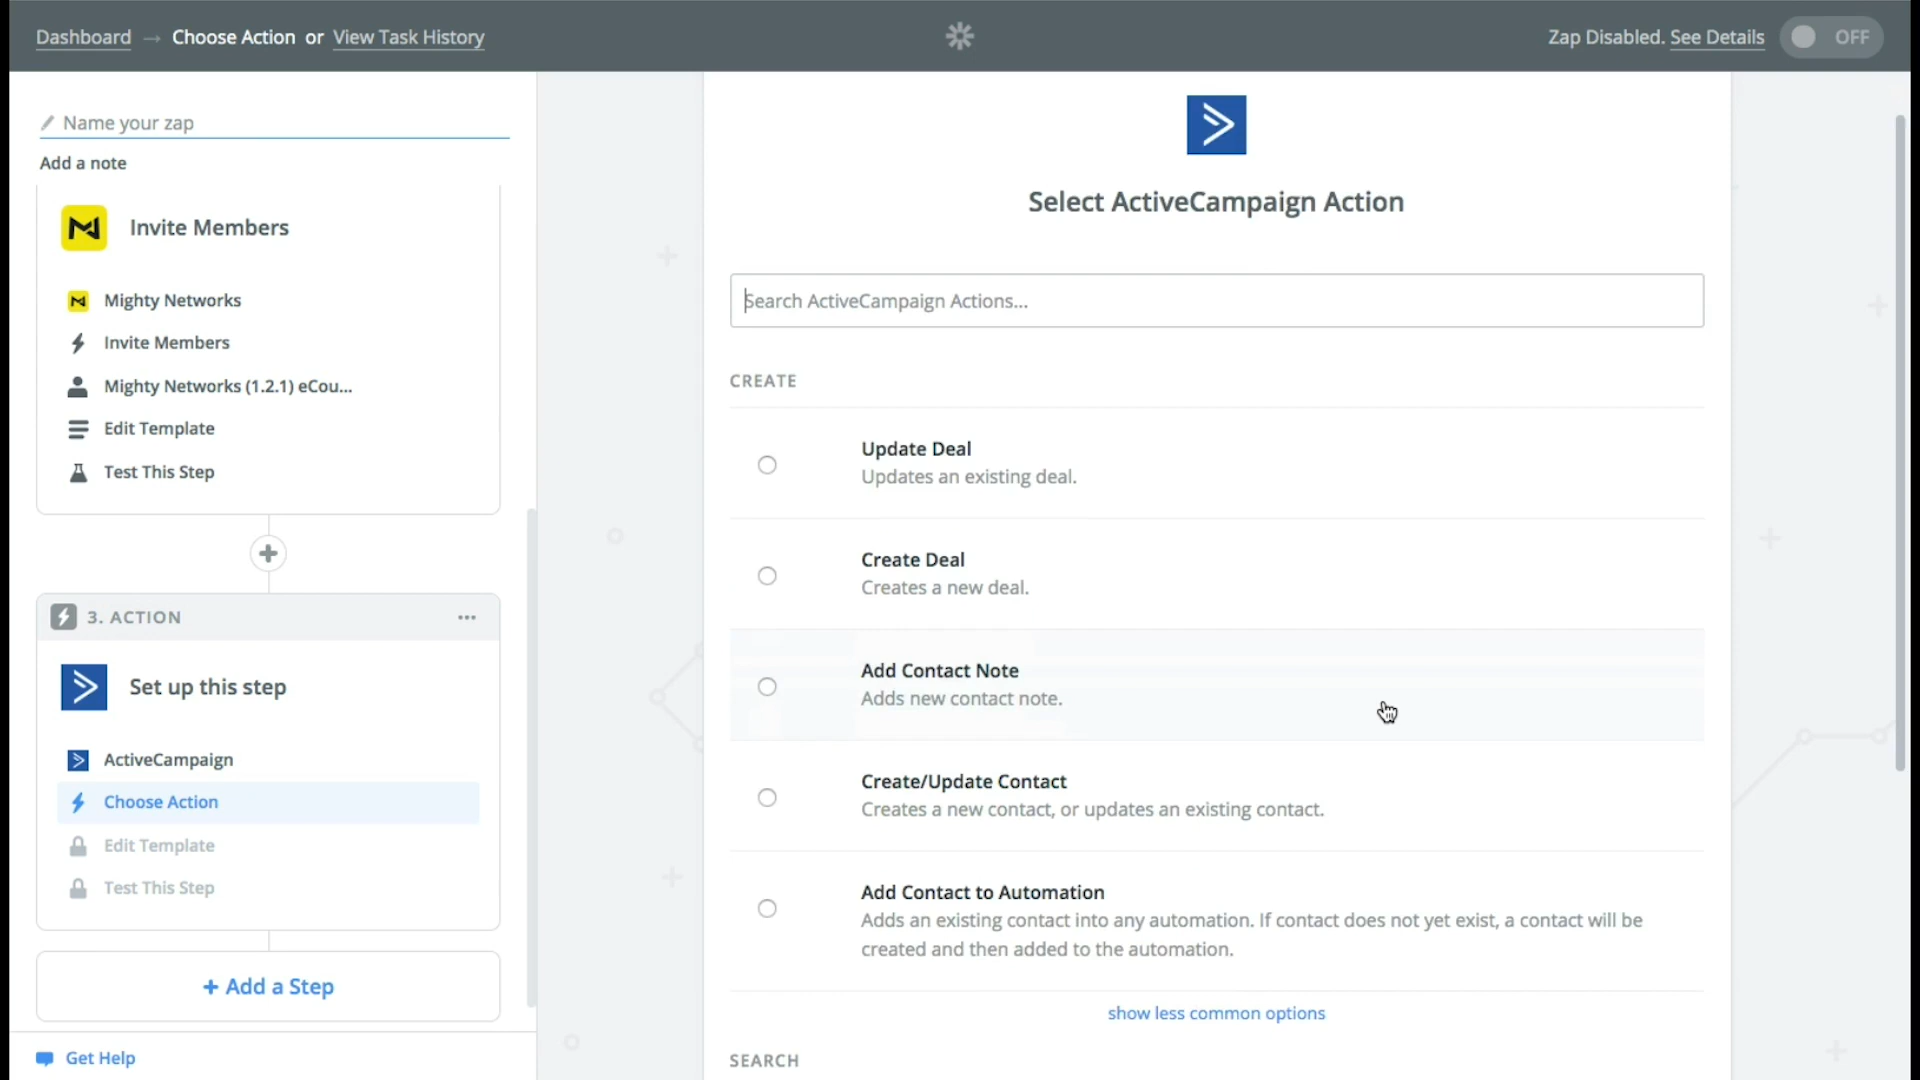 Dashboard → Choose Action or View Task History
Zap Disabled. See Details OFF
Name your zap
Add a note
Invite Members
Mighty Networks
Invite Members
Mighty Networks (1.2.1) eCou...
Edit Template
Test This Step
3. ACTION
Set up this step
ActiveCampaign
Choose Action
Edit Template
Test This Step
+ Add a Step
Get Help
Select ActiveCampaign Action
Search ActiveCampaign Actions...
CREATE
Update Deal
Updates an existing deal.
Create Deal
Creates a new deal.
Add Contact Note
Adds new contact note.
Create/Update Contact
Creates a new contact, or updates an existing contact.
Add Contact to Automation
Adds an existing contact into any automation. If contact does not yet exist, a contact will be
created and then added to the automation.
show less common options
SEARCH